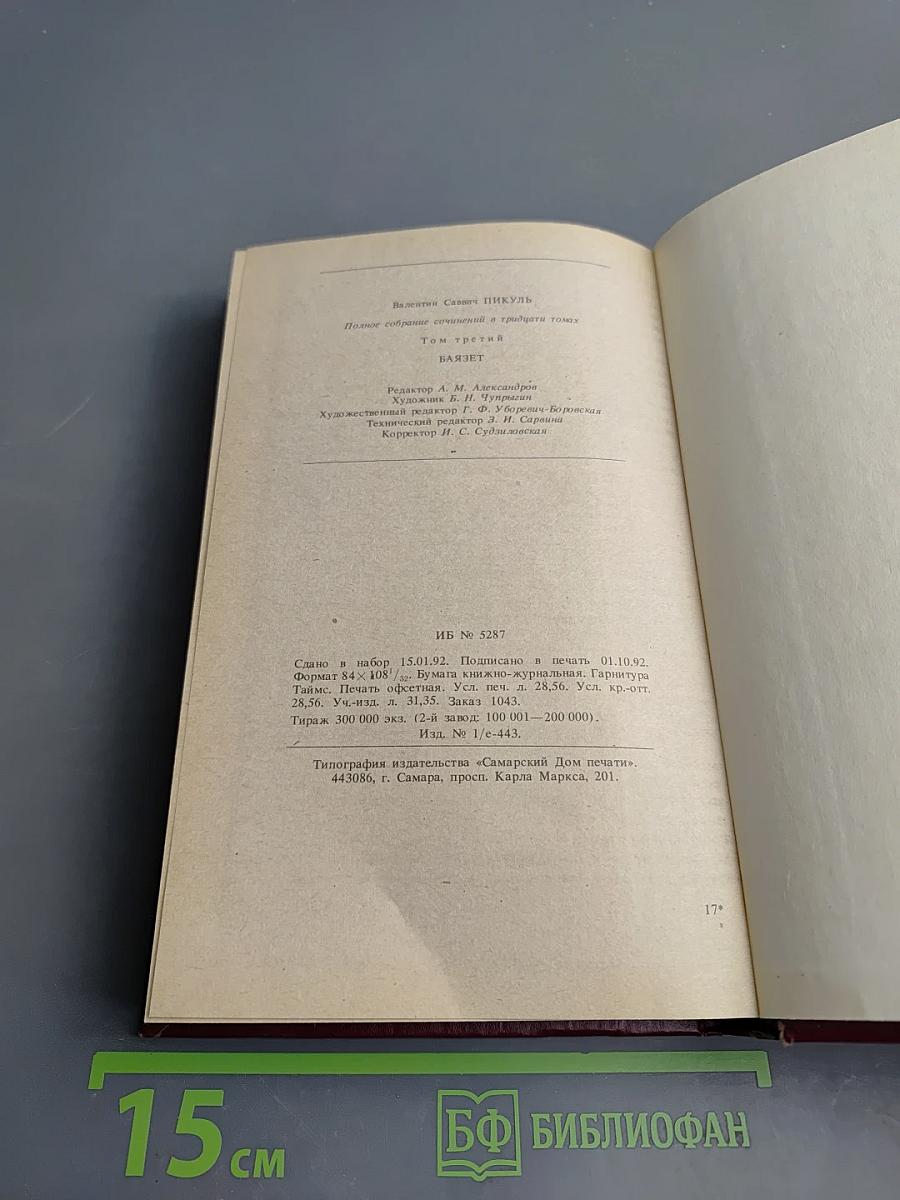 Валентин Саввич ПИКУЛЬ
Полное собрание сочинений в тридцати томах
Том третий
БАЯЗЕТ
Редактор А. М. Александров
Художник Б. Н. Чупрыгин
Художественный редактор Г. Ф. Уборевич-Боровская
Технический редактор З. И. Сарвина
Корректор И. С. Судзиловская
ИБ № 5287
Сдано в набор 15.01.92. Подписано в печать 01.10.92.
Формат 84×108¹/₃₂. Бумага книжно-журнальная. Гарнитура
Таймс. Печать офсетная. Усл. печ. л. 28,56. Усл. кр.-отт.
28,56. Уч.-изд. л. 31,35. Заказ 1043.
Тираж 300 000 экз. (2-й завод: 100 001—200 000).
Изд. № 1/е-443.
Типография издательства «Самарский Дом печати».
443086, г. Самара, просп. Карла Маркса, 201.
17*
15 см
БФ БИБЛИОФАН